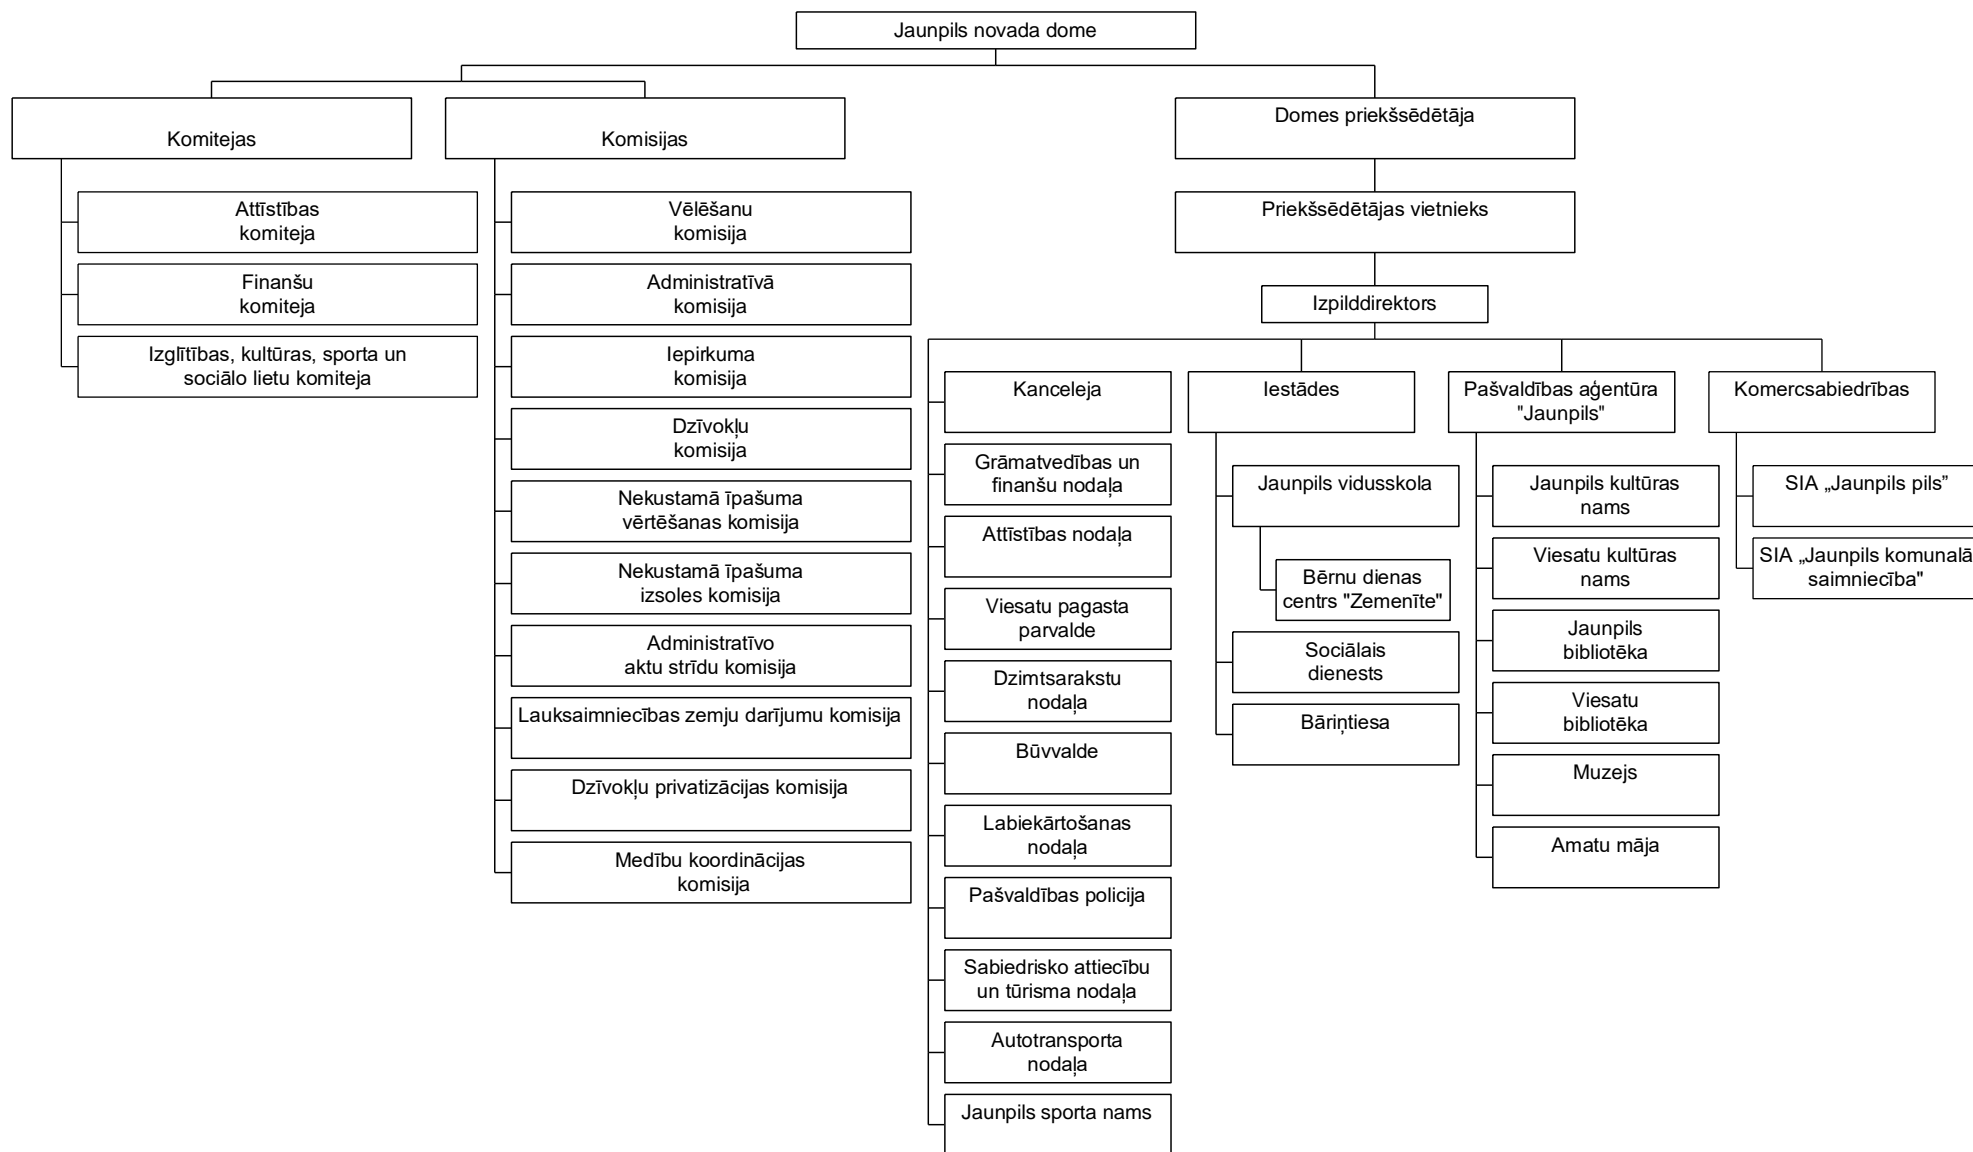 Jaunpils novada dome
Komitejas
Komisijas
Domes priekšsēdētāja
Attīstības
komiteja
Finanšu
komiteja
Izglītības, kultūras, sporta un
sociālo lietu komiteja
Vēlēšanu
komisija
Administratīvā
komisija
Iepirkuma
komisija
Dzīvokļu
komisija
Nekustamā īpašuma
vērtēšanas komisija
Nekustamā īpašuma
izsoles komisija
Administratīvo
aktu strīdu komisija
Lauksaimniecības zemju darījumu komisija
Dzīvokļu privatizācijas komisija
Medību koordinācijas
komisija
Priekšsēdētājas vietnieks
Izpilddirektors
Kanceleja
Grāmatvedības un
finanšu nodaļa
Attīstības nodaļa
Viesatu pagasta
parvalde
Dzimtsarakstu
nodaļa
Būvvalde
Labiekārtošanas
nodaļa
Pašvaldības policija
Sabiedrisko attiecību
un tūrisma nodaļa
Autotransporta
nodaļa
Jaunpils sporta nams
Iestādes
Jaunpils vidusskola
Bērnu dienas
centrs "Zemenīte"
Sociālais
dienests
Bāriņtiesa
Pašvaldības aģentūra
"Jaunpils"
Jaunpils kultūras
nams
Viesatu kultūras
nams
Jaunpils
bibliotēka
Viesatu
bibliotēka
Muzejs
Amatu māja
Komercsabiedrības
SIA „Jaunpils pils”
SIA „Jaunpils komunalā
saimniecība"